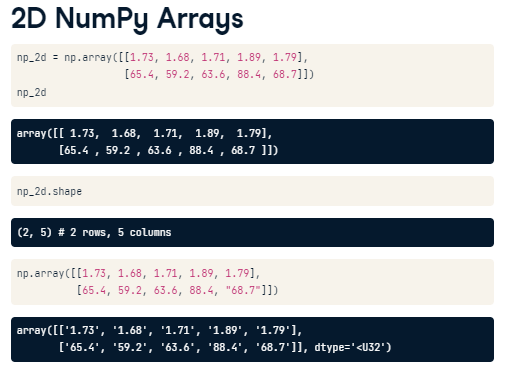 2D NumPy Arrays
np_2d = np.array([[1.73, 1.68, 1.71, 1.89, 1.79],
                  [65.4, 59.2, 63.6, 88.4, 68.7]])
np_2d
array([[ 1.73,  1.68,  1.71,  1.89,  1.79],
       [65.4 , 59.2 , 63.6 , 88.4 , 68.7 ]])
np_2d.shape
(2, 5) # 2 rows, 5 columns
np.array([[1.73, 1.68, 1.71, 1.89, 1.79],
          [65.4, 59.2, 63.6, 88.4, "68.7"]])
array([['1.73', '1.68', '1.71', '1.89', '1.79'],
       ['65.4', '59.2', '63.6', '88.4', '68.7']], dtype='<U32')